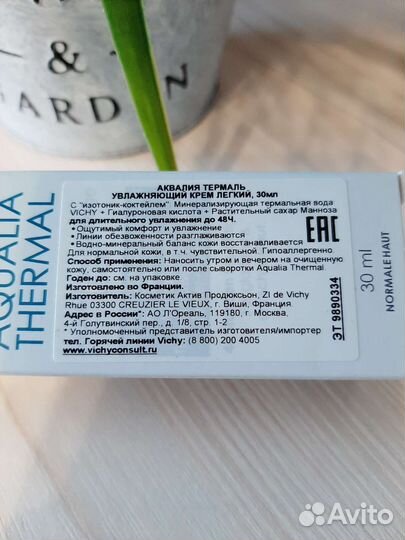 &
GARDEN
AQUALIA
THERMAL
АКВАЛИЯ ТЕРМАЛЬ
УВЛАЖНЯЮЩИЙ КРЕМ ЛЕГКИЙ, 30мл
С "изотоник-коктейлем" Минерализирующая термальная вода
VICHY + Гиалуроновая кислота + Растительный сахар Манноза
для длительного увлажнения до 48Ч.
•Ощутимый комфорт и увлажнение
•Линии обезвоженности разглаживаются
•Водно-минеральный баланс кожи восстанавливается
Для нормальной кожи, в т ч. чувствительной. Гипоаллергенно.
Способ применения: Наносить утром и вечером на очищенную
кожу, самостоятельно или после сыворотки Aqualia Thermal.
Годен до: см. на упаковке
Изготовлено во Франции.
Изготовитель: Косметик Актив Продюксьон, ZI de Vichy
Rhue 03300 CREUZIER LE VIEUX, г. Виши, Франция
Адрес в России*: АО Л'Ореаль, 119180, г. Москва,
4-й Голутвинский пер., д. 1/8, стр. 1-2
* Уполномоченный представитель изготовителя/импортер
тел. Горячей линии Vichy: (8 800) 200 4005
www.vichyconsult.ru
EAC
ЭТ 9890334
30 ml
NORMALE HAUT
Avito